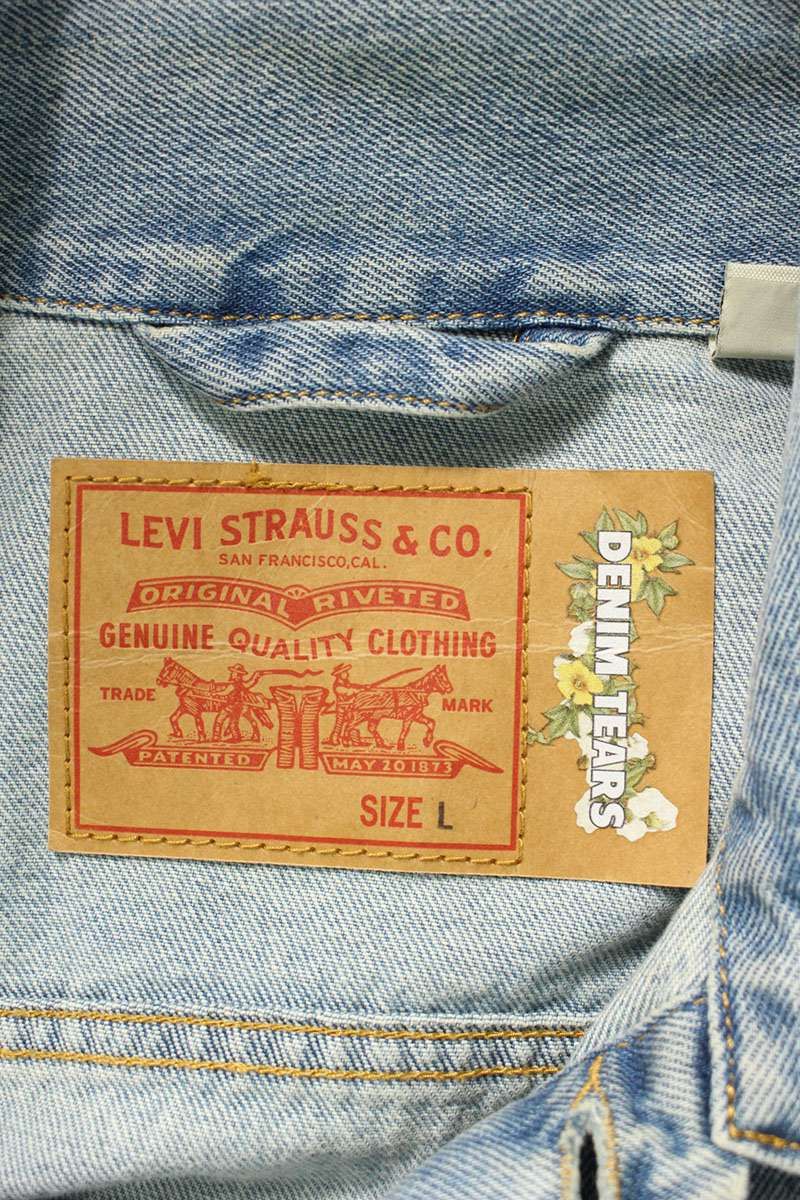 LEVI STRAUSS & CO.
SAN FRANCISCO, CAL.
ORIGINAL RIVETED
GENUINE QUALITY CLOTHING
TRADE MARK
PATENTED MAY 20 1873
SIZE L
DENIM TEARS